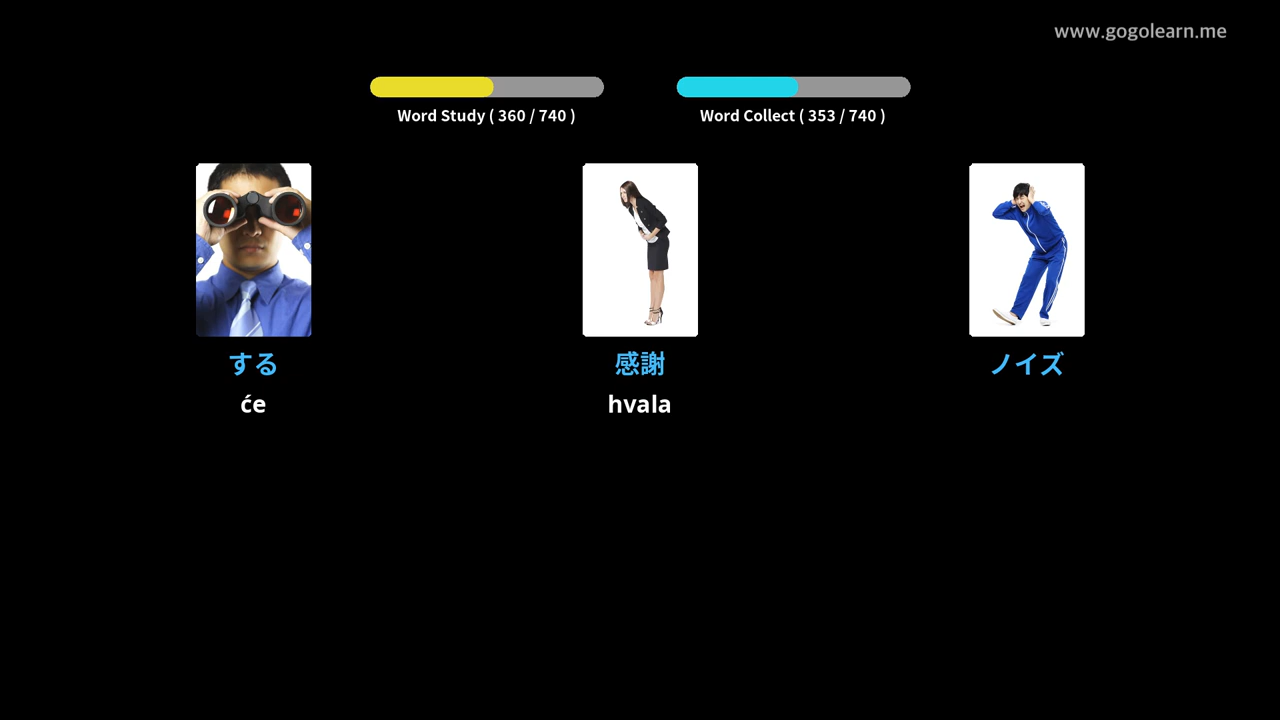 www.gogolearn.me
Word Study ( 360 / 740 )
Word Collect ( 353 / 740 )
する
感謝
ノイズ
će
hvala